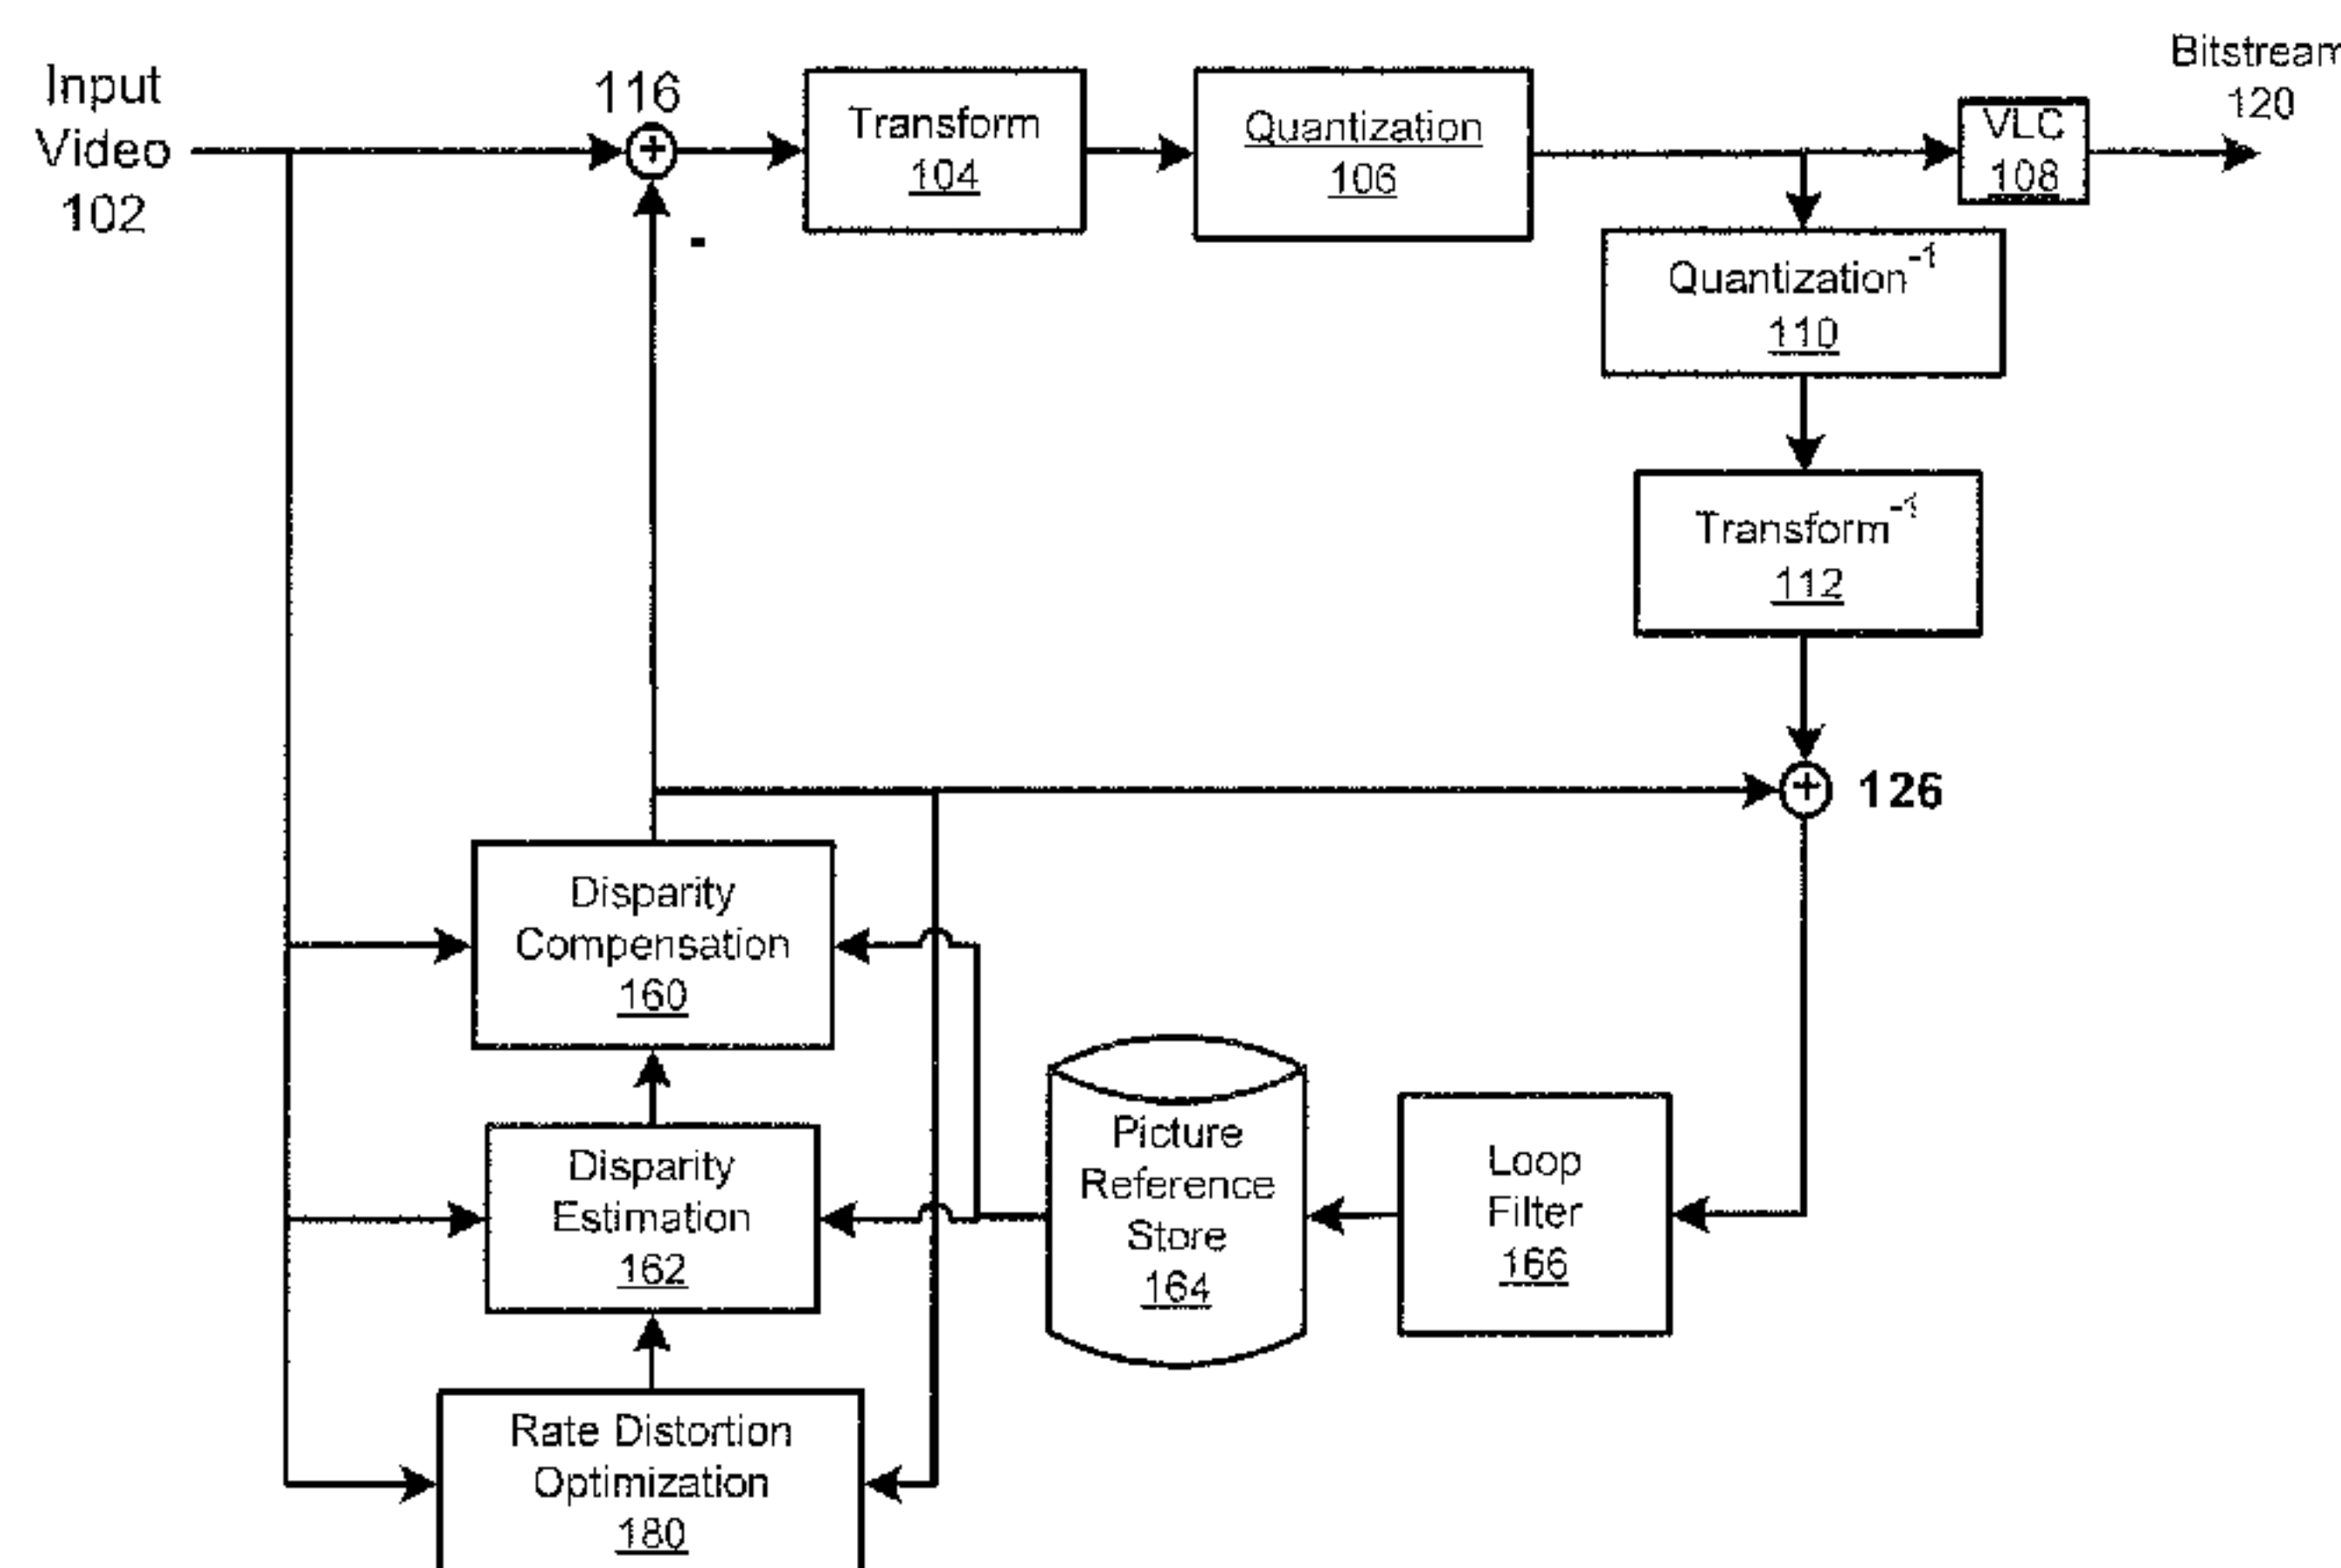 Input
Video
102
116
+
-
Transform
104
Quantization
106
VLC
108
Bitstream
120
Quantization-1
110
Transform-1
112
+
126
Disparity
Compensation
160
Disparity
Estimation
162
Picture
Reference
Store
164
Loop
Filter
166
Rate Distortion
Optimization
180